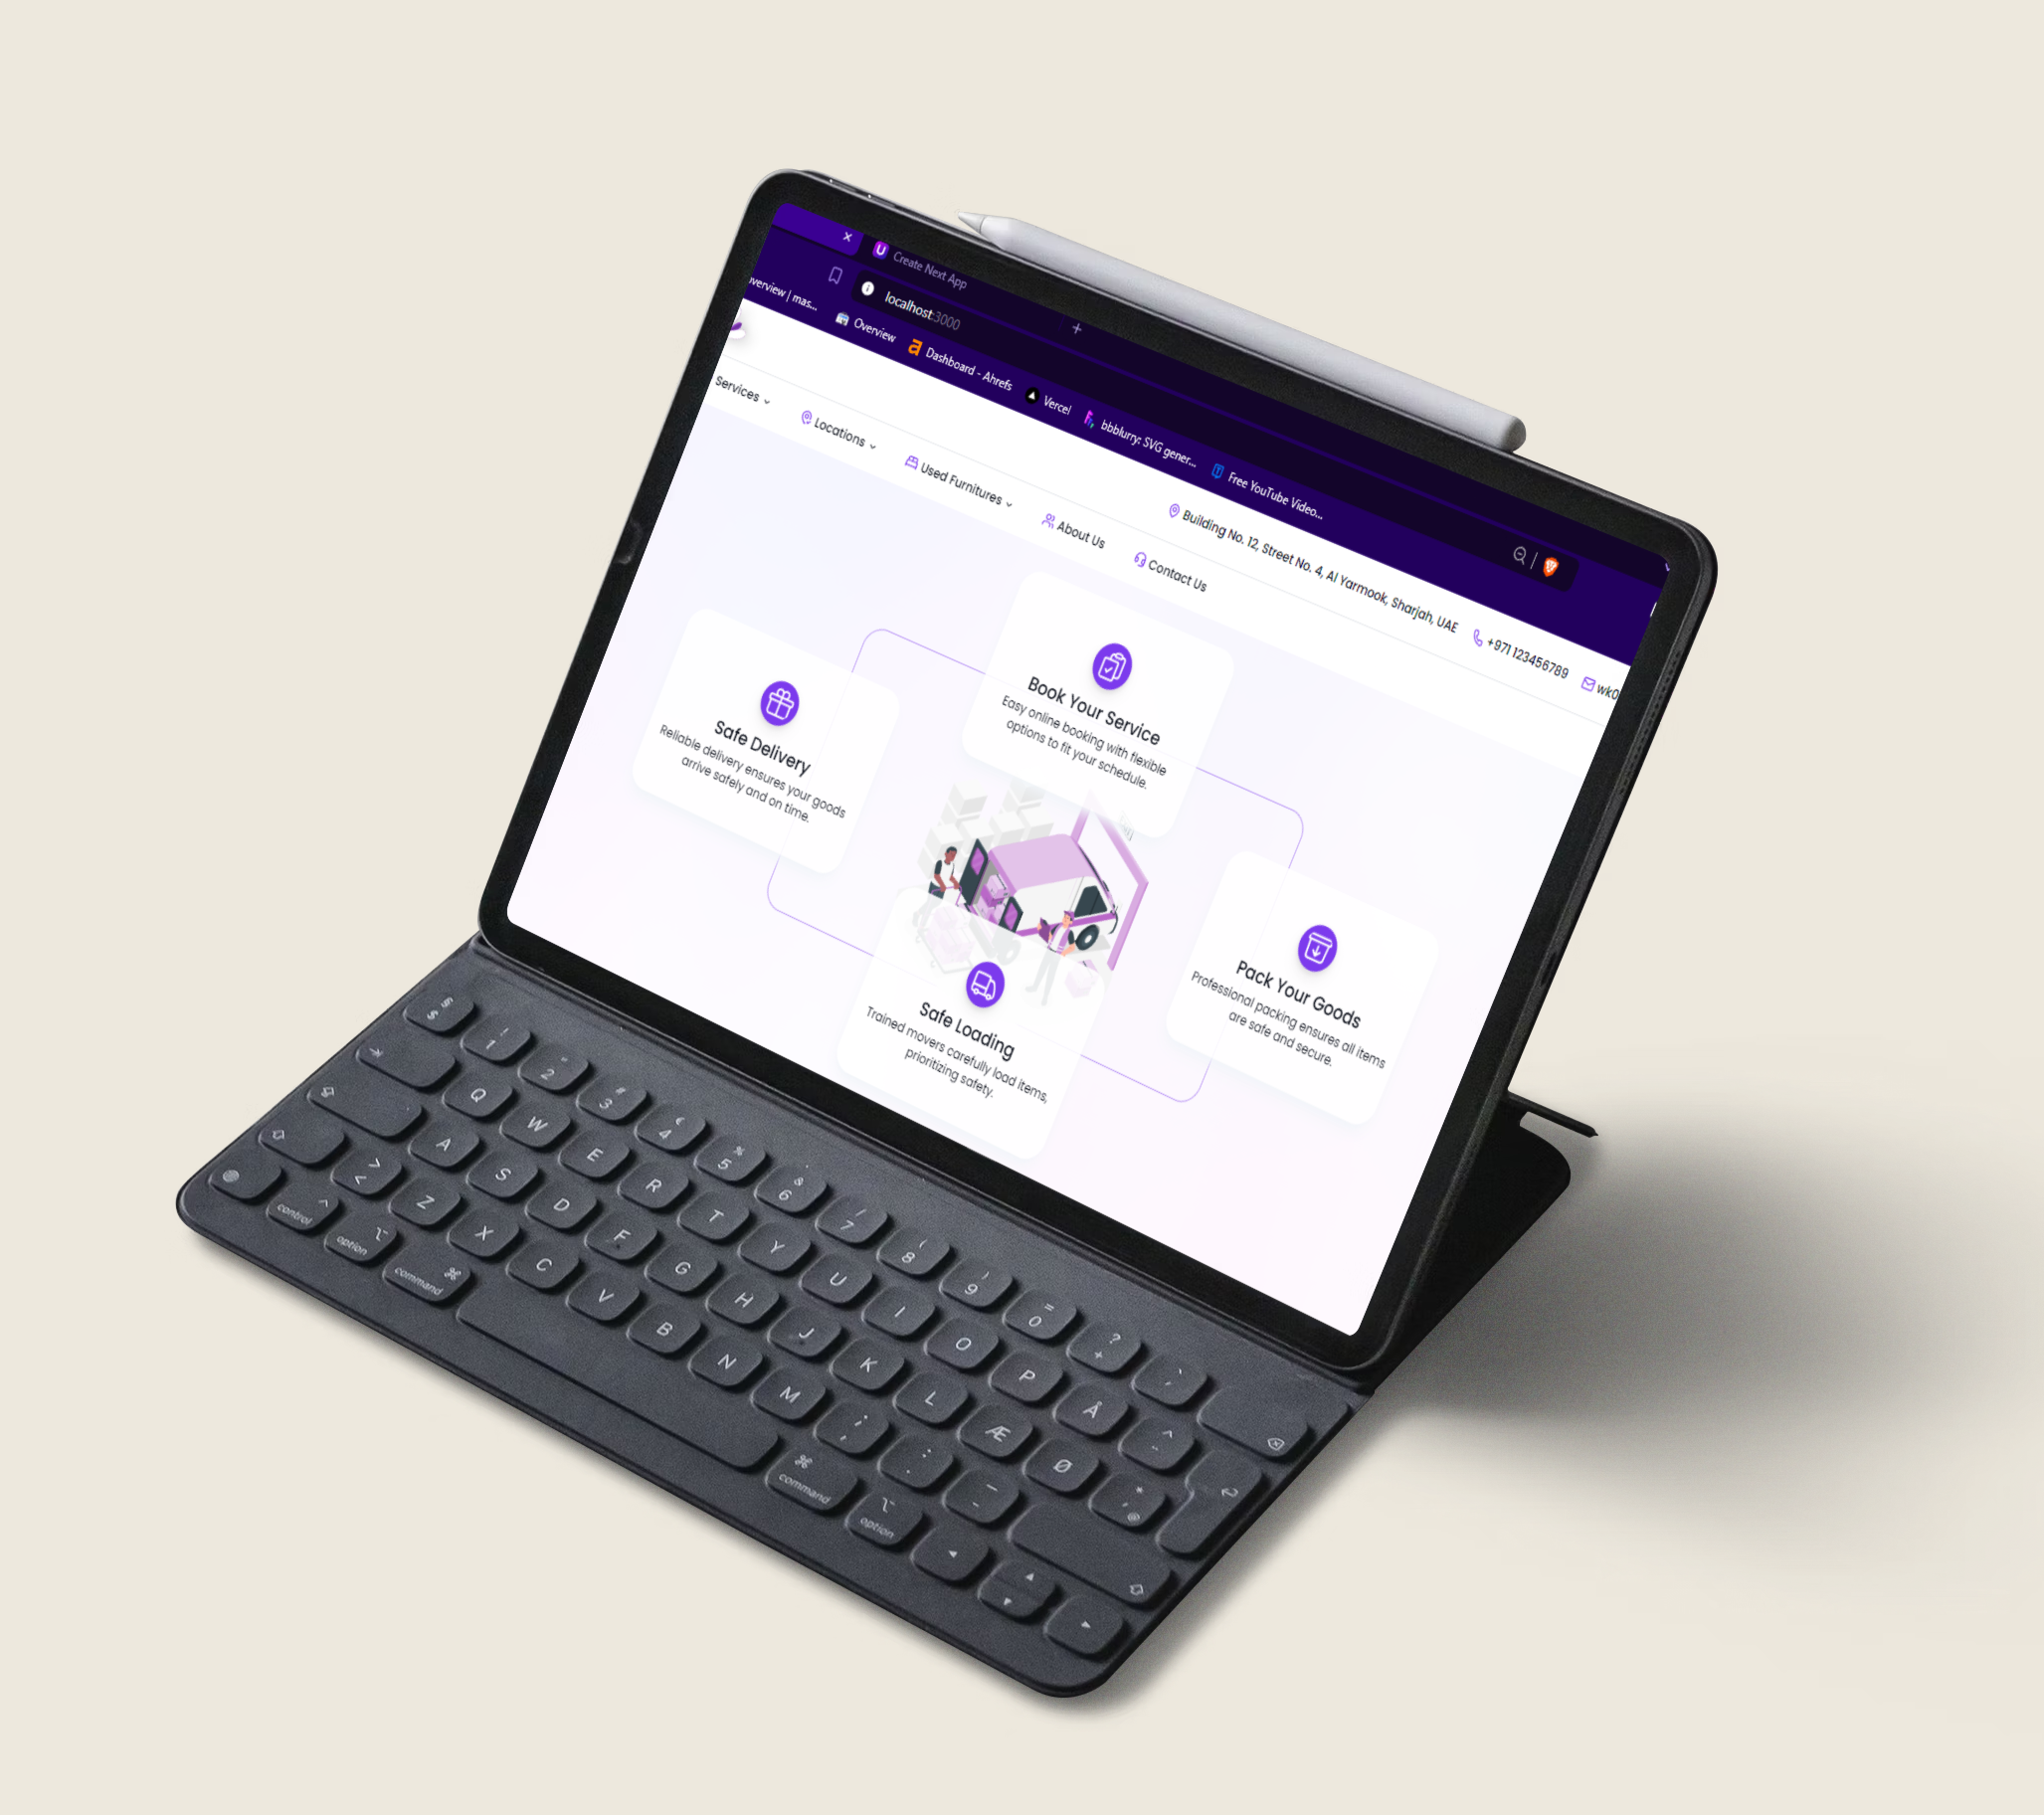 Create Next App
localhost:3000
overview | mas...
Overview
Dashboard - Ahrefs
Vercel
bbblurry: SVG gener...
Free YouTube Video...
Building No. 12, Street No. 4, Al Yarmook, Sharjah, UAE
+971 123456789
wk0
Services
Locations
Used Furnitures
About Us
Contact Us
Book Your Service
Easy online booking with flexible
options to fit your schedule.
Safe Delivery
Reliable delivery ensures your goods
arrive safely and on time.
Pack Your Goods
Professional packing ensures all items
are safe and secure.
Safe Loading
Trained movers carefully load items,
prioritizing safety.
§ $ ! 1 " 2 # 3 € 4 % 5 & 6 / 7 ( 8 ) 9 = 0 ? + ` ´
Q W E R T Y U I O P Å ^ ¨
A S D F G H J K L Æ Ø * ' @
> < Z X C V B N M ; , : . _ -
control ^ option ⌥ command ⌘ ⌘ command ⌥ option